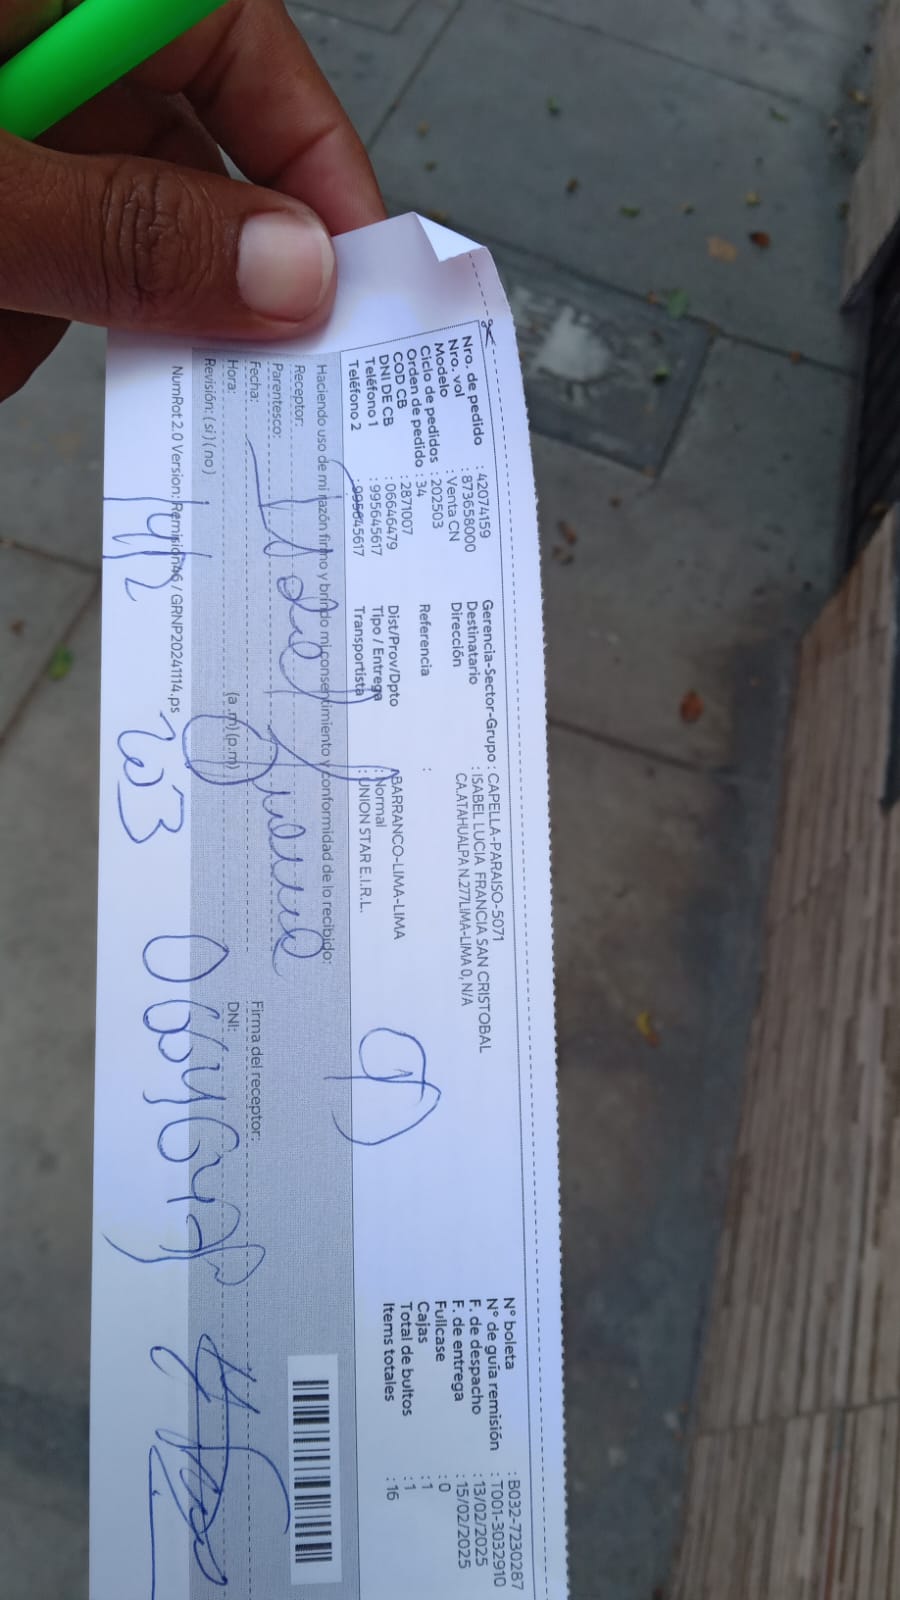 Nro. de pedido : 42074159
Nro. vol : 873658000
Modelo : Venta CN
Ciclo de pedidos : 202503
Orden de pedido : 34
COD CB : 2871007
DNI DE CB : 06646479
Teléfono 1 : 995645617
Teléfono 2 : 995645617
Gerencia-Sector-Grupo : CAPELLA-PARAISO-5071
Destinatario : ISABEL LUCIA FRANCIA SAN CRISTOBAL
Dirección CA.ATAHUALPA N.277LIMA-LIMA 0, N/A
Referencia :
Dist/Prov/Dpto BARRANCO-LIMA-LIMA
Tipo / Entrega : Normal
Transportista : UNION STAR E.I.R.L.
N° boleta : B032-7230287
N° de guía remisión : T001-3032910
F. de despacho : 13/02/2025
F. de entrega : 15/02/2025
Fullcase : 0
Cajas : 1
Total de bultos : 1
Items totales : 16
Haciendo uso de mi razón firmo y brindo mi consentimiento y conformidad de lo recibido:
Receptor:
Parentesco:
Fecha:
Firma del receptor:
Hora: (a.m) (p.m)
DNI:
Revisión: (si) (no)
NumRot 2.0 Version: Remision46 / GRNP20241114.ps